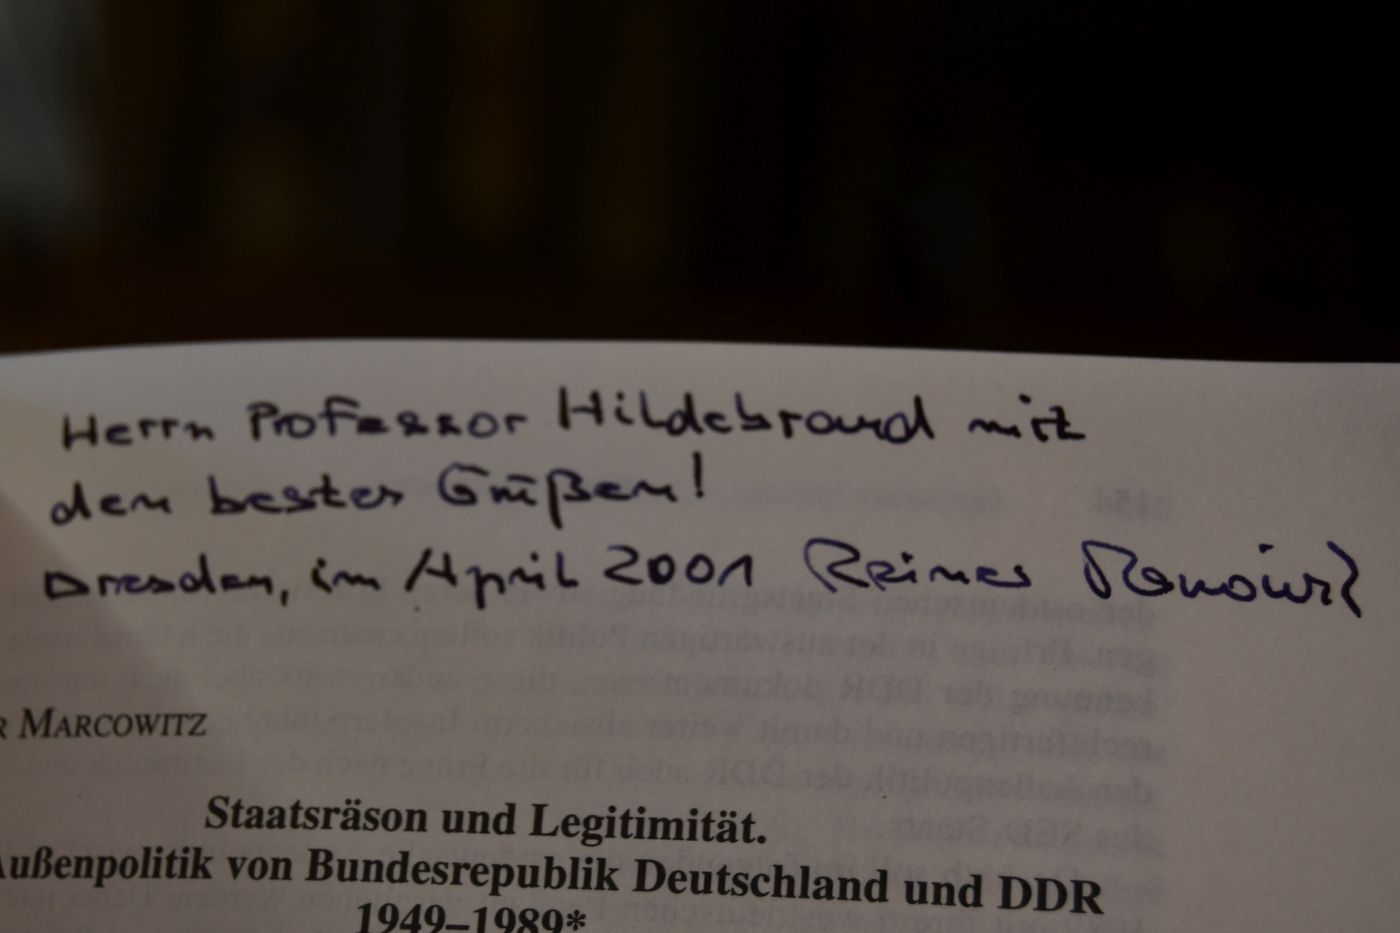 Herrn Professor Hildebrand mit
den besten Grüßen!
Dresden, im April 2001 Reiner Marcowitz
R MARCOWITZ
Staatsräson und Legitimität.
Außenpolitik von Bundesrepublik Deutschland und DDR
1949–1989*